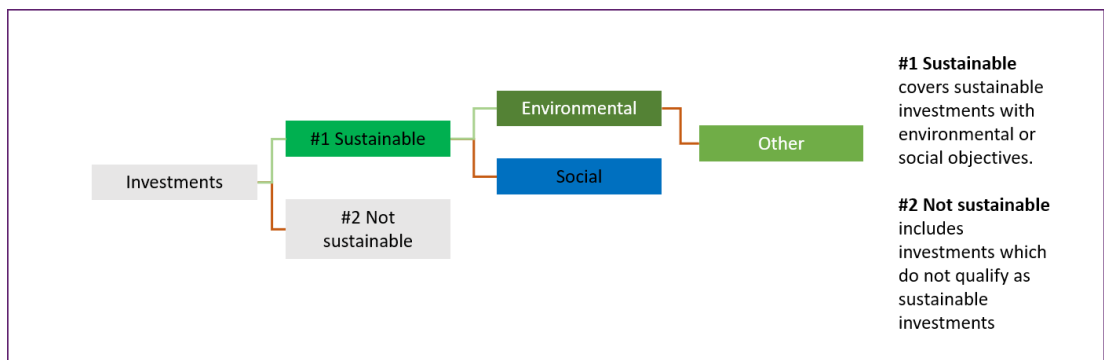 Investments
#1 Sustainable
#2 Not
sustainable
Environmental
Social
Other
#1 Sustainable
covers sustainable
investments with
environmental or
social objectives.
#2 Not sustainable
includes
investments which
do not qualify as
sustainable
investments